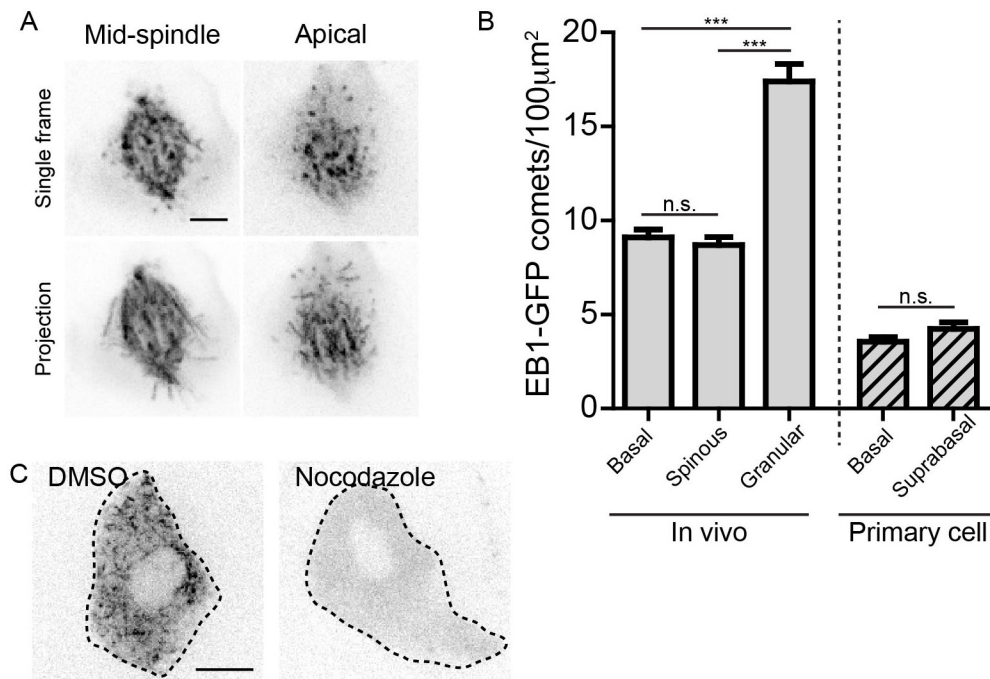 A
Mid-spindle
Apical
Single frame
Projection
B
EB1-GFP comets/100μm²
20
15
10
5
0
***
***
n.s.
n.s.
Basal
Spinous
Granular
Basal
Suprabasal
In vivo
Primary cell
C
DMSO
Nocodazole